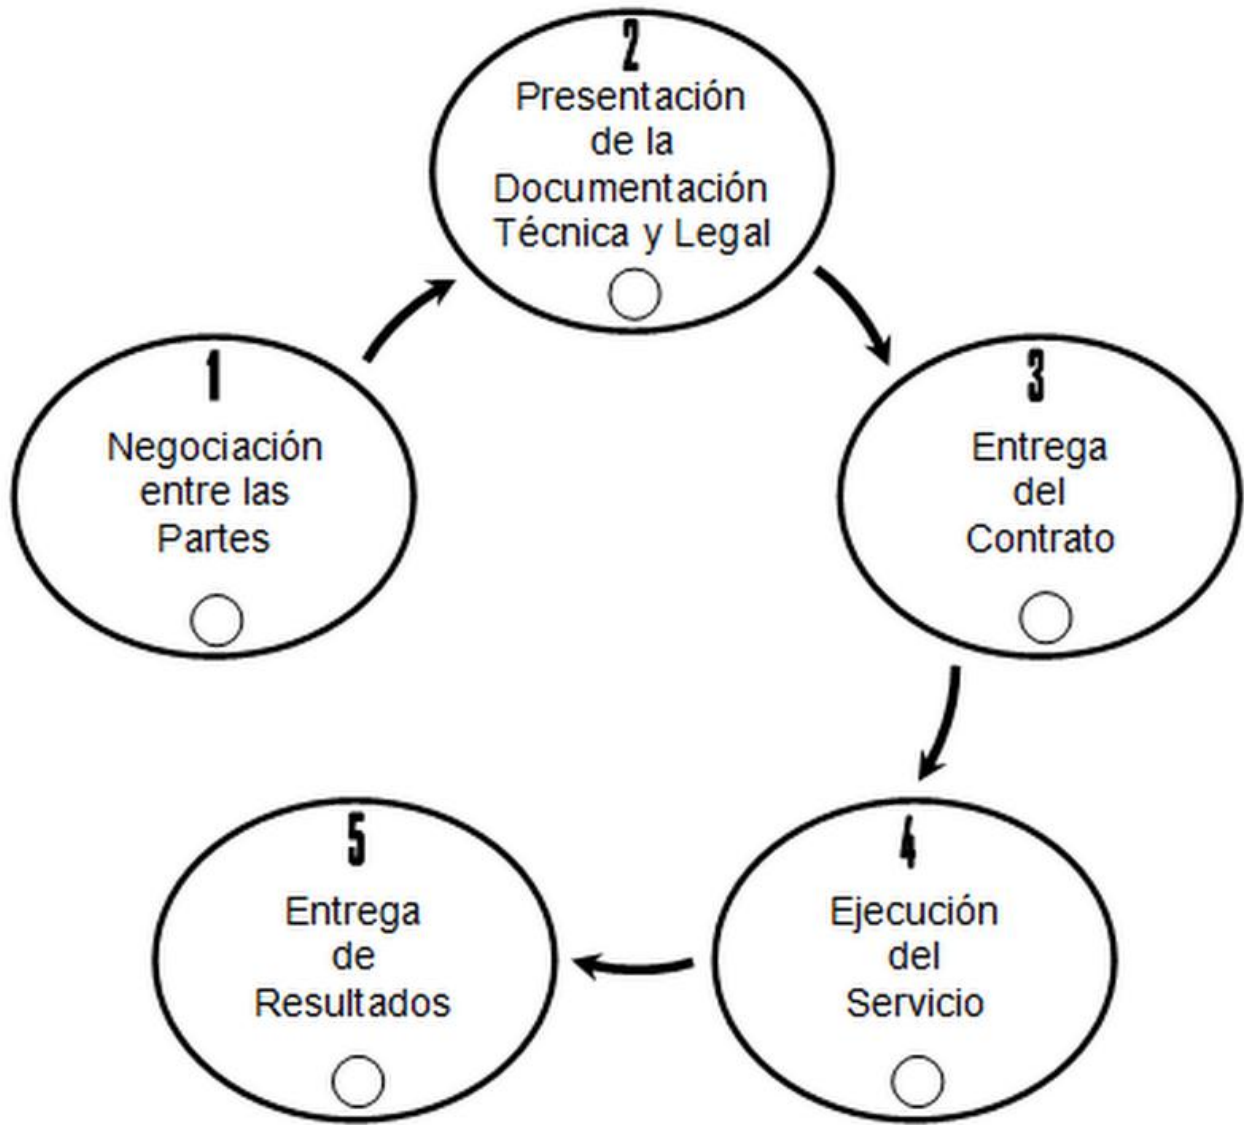 1
Negociación
entre las
Partes
2
Presentación
de la
Documentación
Técnica y Legal
3
Entrega
del
Contrato
4
Ejecución
del
Servicio
5
Entrega
de
Resultados